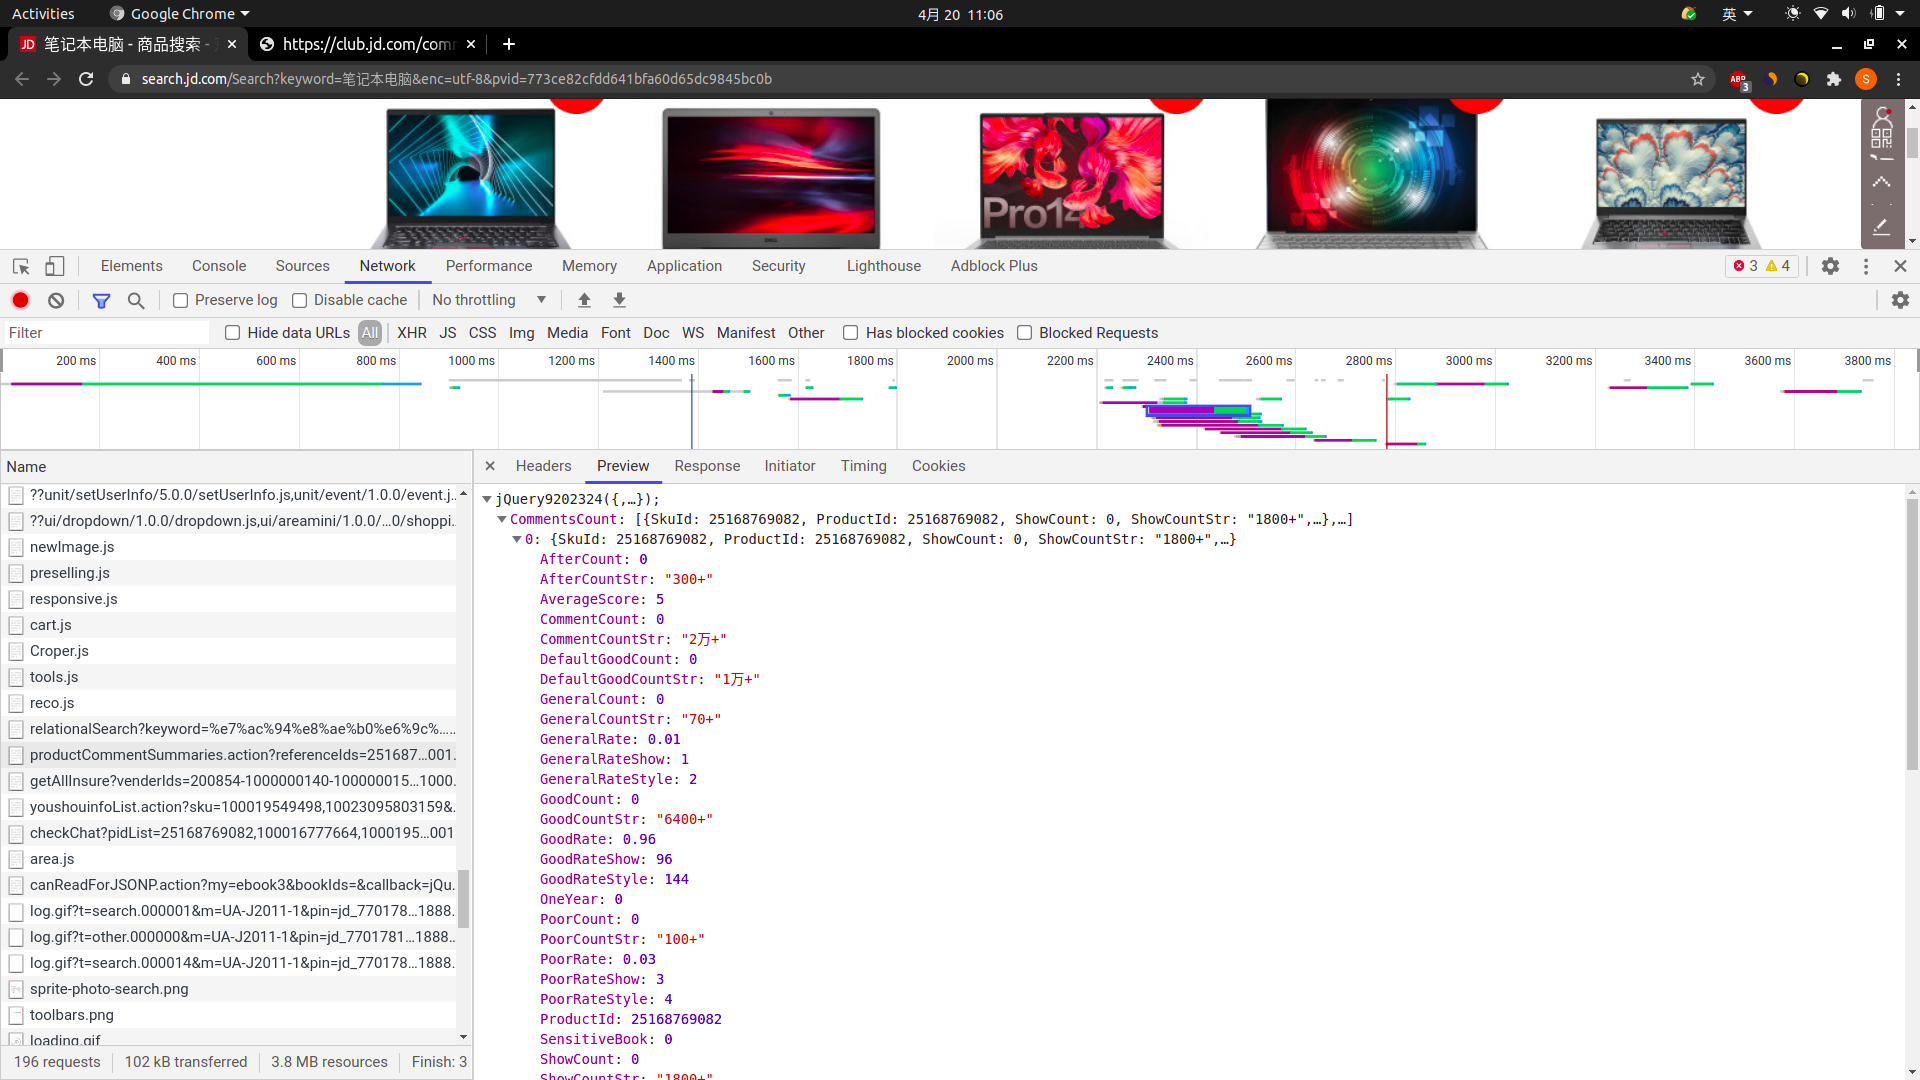 Activities
Google Chrome
4月 20 11:06
英
JD 笔记本电脑 - 商品搜索 -
https://club.jd.com/com
search.jd.com/Search?keyword=笔记本电脑&enc=utf-8&pvid=773ce82cfdd641bfa60d65dc9845bc0b
ABP
3
S
Pro14
DELL
Elements
Console
Sources
Network
Performance
Memory
Application
Security
Lighthouse
Adblock Plus
3
4
Preserve log
Disable cache
No throttling
Filter
Hide data URLs
All
XHR
JS
CSS
Img
Media
Font
Doc
WS
Manifest
Other
Has blocked cookies
Blocked Requests
200 ms
400 ms
600 ms
800 ms
1000 ms
1200 ms
1400 ms
1600 ms
1800 ms
2000 ms
2200 ms
2400 ms
2600 ms
2800 ms
3000 ms
3200 ms
3400 ms
3600 ms
3800 ms
Name
??unit/setUserInfo/5.0.0/setUserInfo.js,unit/event/1.0.0/event.j...
??ui/dropdown/1.0.0/dropdown.js,ui/areamini/1.0.0/...0/shoppi...
newImage.js
preselling.js
responsive.js
cart.js
Croper.js
tools.js
reco.js
relationalSearch?keyword=%e7%ac%94%e8%ae%b0%e6%9c%......
productCommentSummaries.action?referenceIds=251687...001...
getAllInsure?venderIds=200854-1000000140-100000015...1000...
youshouinfoList.action?sku=100019549498,10023095803159&...
checkChat?pidList=25168769082,100016777664,1000195...001
area.js
canReadForJSONP.action?my=ebook3&bookIds=&callback=jQu...
log.gif?t=search.000001&m=UA-J2011-1&pin=jd_770178...1888...
log.gif?t=other.000000&m=UA-J2011-1&pin=jd_7701781...1888...
log.gif?t=search.000014&m=UA-J2011-1&pin=jd_770178...1888...
sprite-photo-search.png
toolbars.png
loading.gif
196 requests
102 kB transferred
3.8 MB resources
Finish: 3
Headers
Preview
Response
Initiator
Timing
Cookies
jQuery9202324({,…});
CommentsCount: [{SkuId: 25168769082, ProductId: 25168769082, ShowCount: 0, ShowCountStr: "1800+",…},…]
0: {SkuId: 25168769082, ProductId: 25168769082, ShowCount: 0, ShowCountStr: "1800+",…}
AfterCount: 0
AfterCountStr: "300+"
AverageScore: 5
CommentCount: 0
CommentCountStr: "2万+"
DefaultGoodCount: 0
DefaultGoodCountStr: "1万+"
GeneralCount: 0
GeneralCountStr: "70+"
GeneralRate: 0.01
GeneralRateShow: 1
GeneralRateStyle: 2
GoodCount: 0
GoodCountStr: "6400+"
GoodRate: 0.96
GoodRateShow: 96
GoodRateStyle: 144
OneYear: 0
PoorCount: 0
PoorCountStr: "100+"
PoorRate: 0.03
PoorRateShow: 3
PoorRateStyle: 4
ProductId: 25168769082
SensitiveBook: 0
ShowCount: 0
ShowCountStr: "1800+"